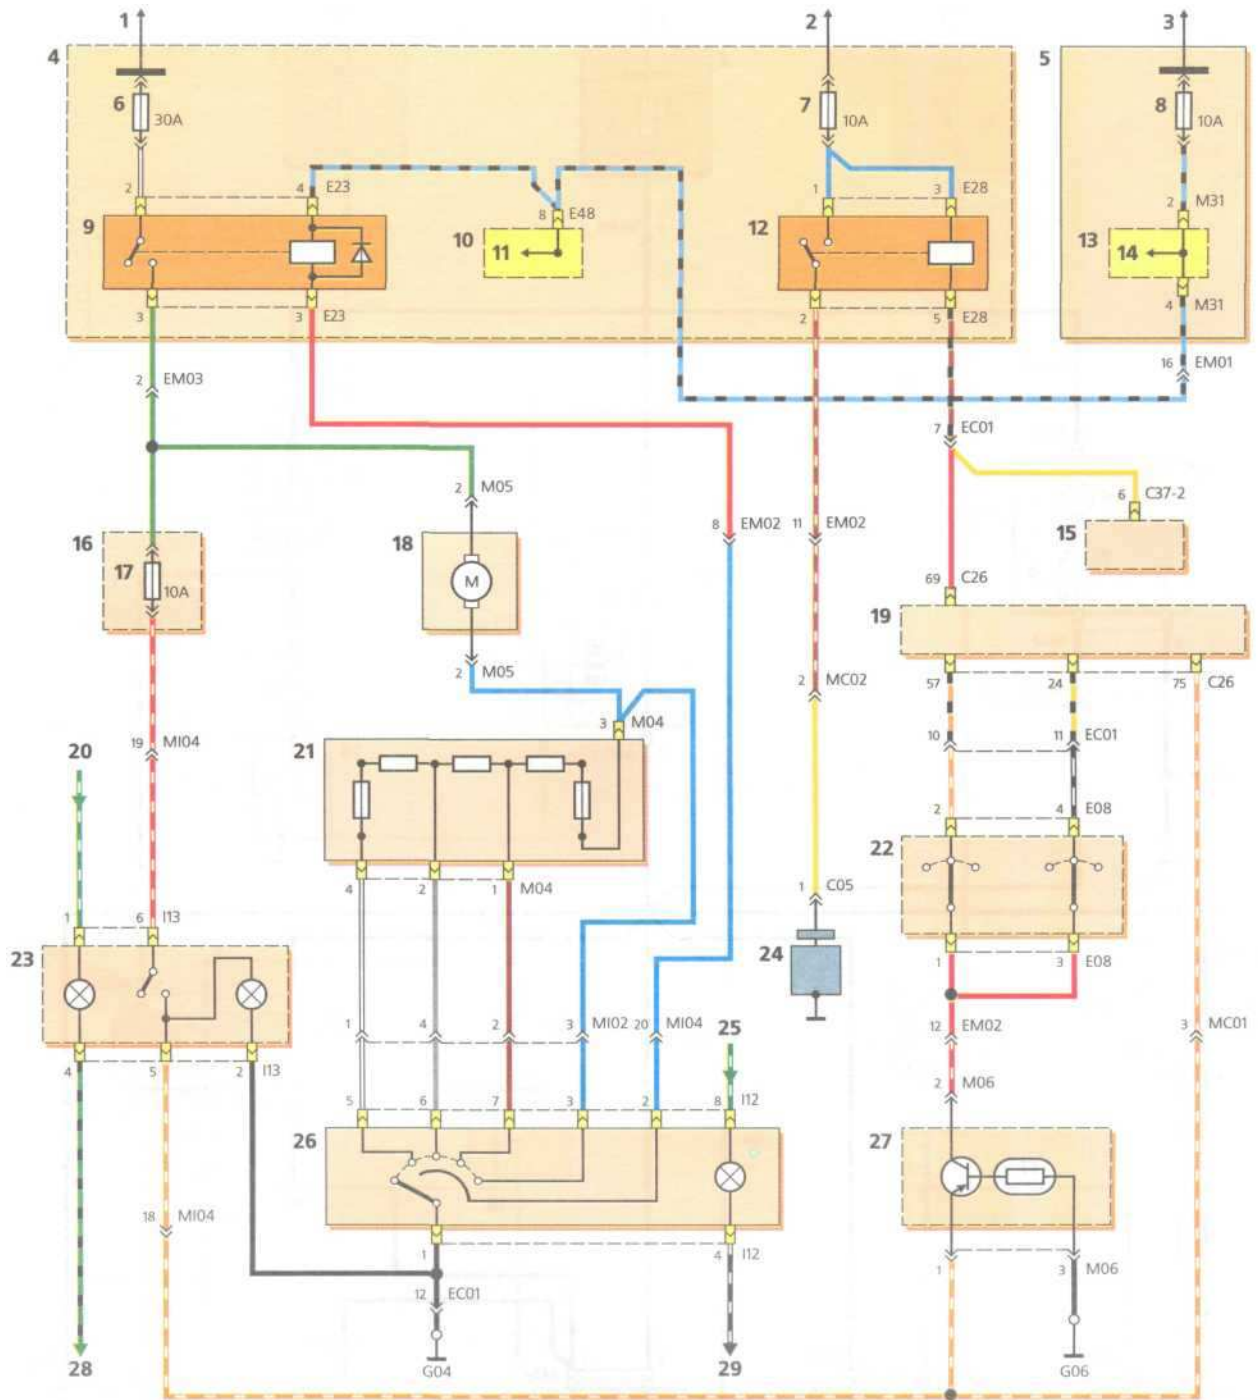 1 2 3
4 5
6 30A 7 10A 8 10A
2 4 E23 8 E48 1 3 E28 2 M31
9 10 11 12 13 14
3 3 E23 2 5 E28 4 M31
2 EM03 16 EM01
7 EC01
2 M05 6 C37-2
8 EM02 11 EM02
16 17 10A 18 M 15
69 C26
19
2 M05 2 MC02 57 24 75 C26
3 M04
19 MI04 10 11 EC01
20 21
2 4 E08
22
4 2 1 M04 1 C05
1 6 I13
23 24 1 3 E08
1 4 2 3 MI02 20 MI04 25 12 EM02 3 MC01
4 5 2 I13 2 M06
5 6 7 3 2 8 I12
26 27
18 MI04
1 4 I12 1 3 M06
12 EC01
28 G04 29 G06